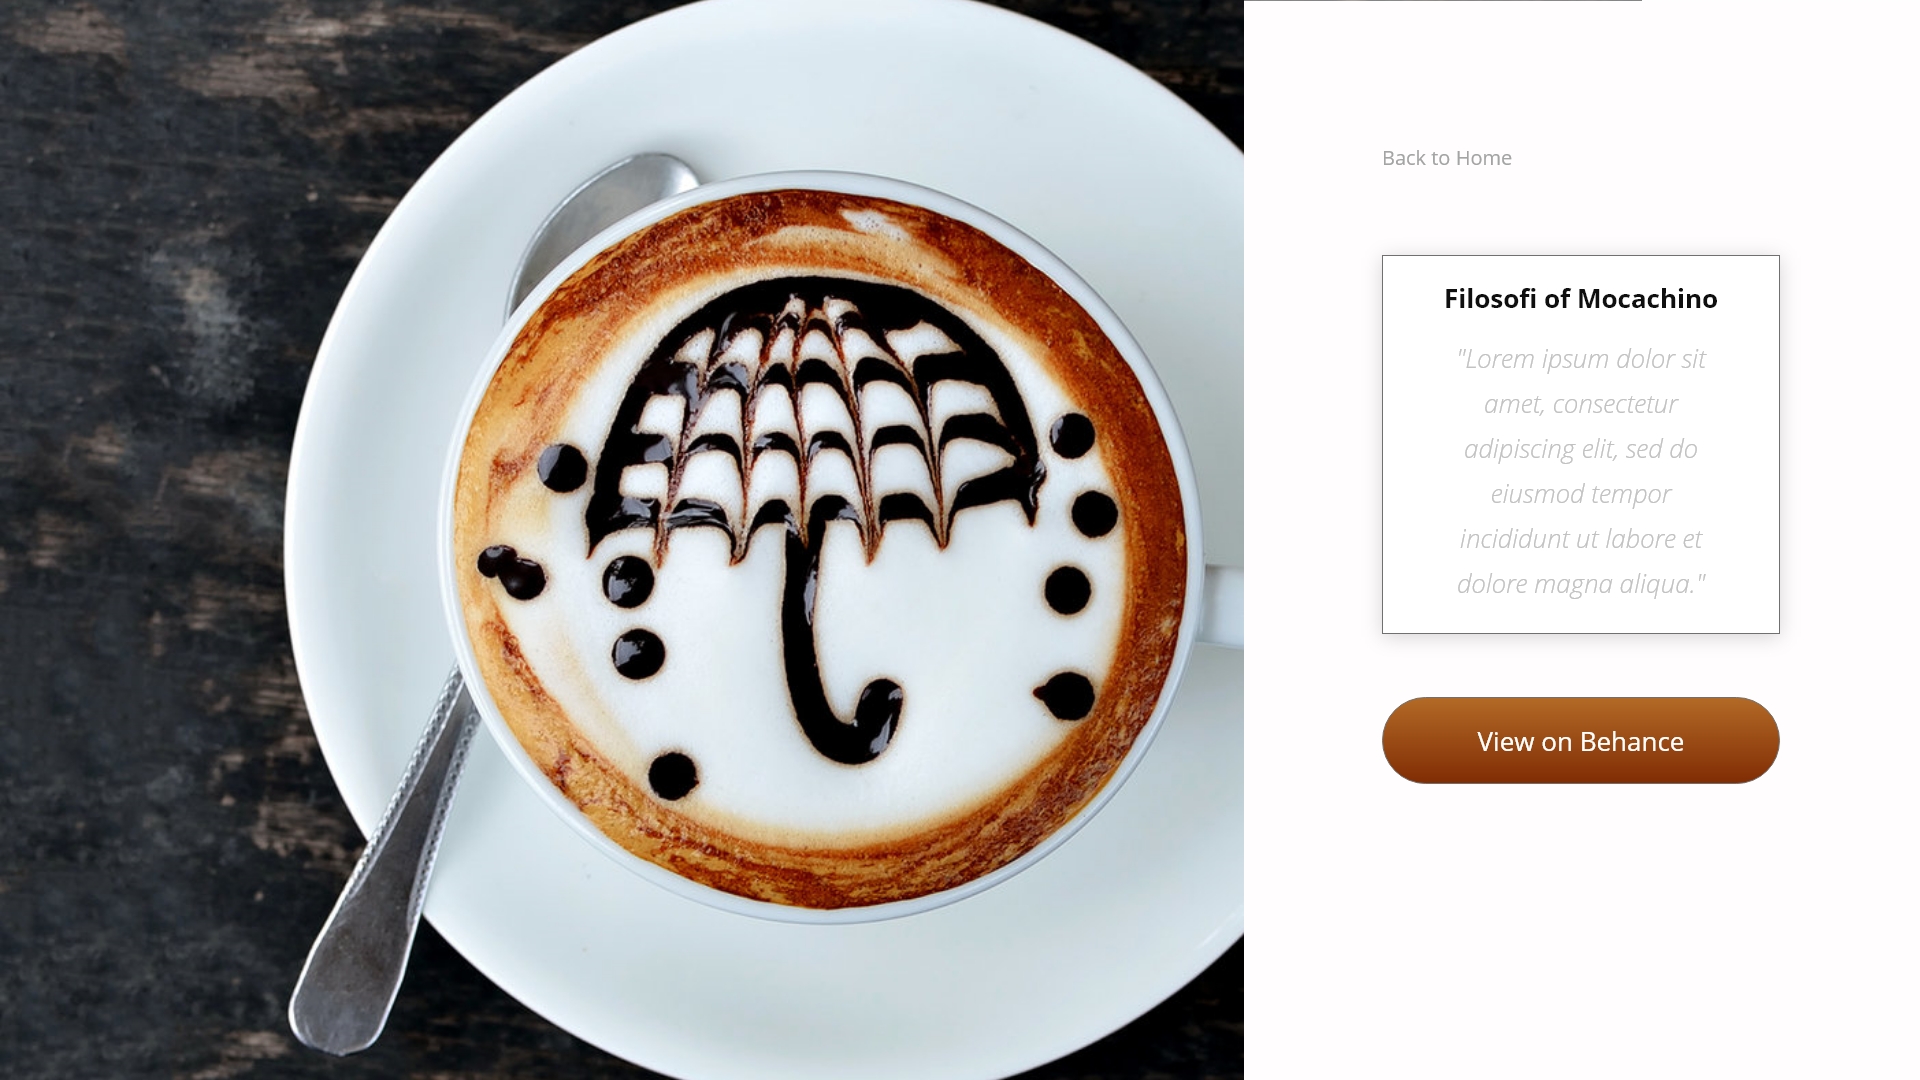 Back to Home
Filosofi of Mocachino
"Lorem ipsum dolor sit
amet, consectetur
adipiscing elit, sed do
eiusmod tempor
incididunt ut labore et
dolore magna aliqua."
View on Behance